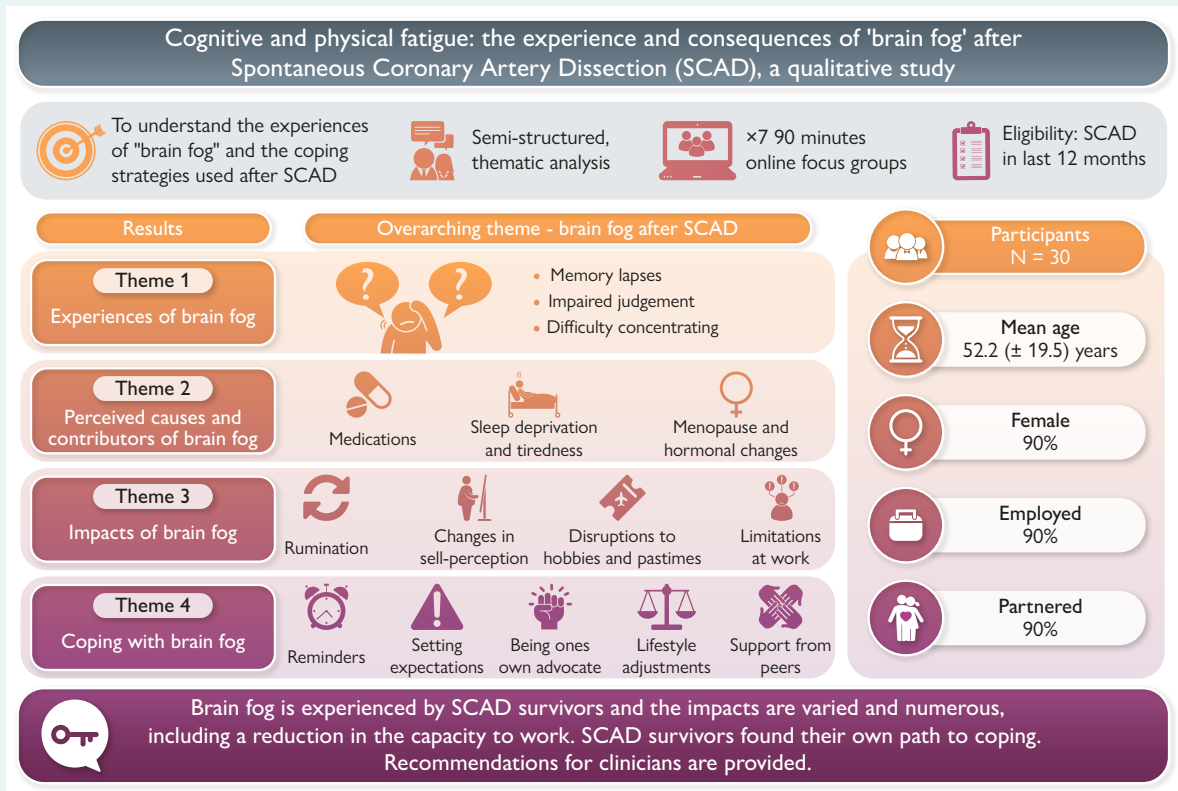 Cognitive and physical fatigue: the experience and consequences of 'brain fog' after
Spontaneous Coronary Artery Dissection (SCAD), a qualitative study
To understand the experiences
of "brain fog" and the coping
strategies used after SCAD
Semi-structured,
thematic analysis
×7 90 minutes
online focus groups
Eligibility: SCAD
in last 12 months
Results
Overarching theme - brain fog after SCAD
Theme 1
Experiences of brain fog
? ?
• Memory lapses
• Impaired judgement
• Difficulty concentrating
Theme 2
Perceived causes and
contributors of brain fog
Medications
Sleep deprivation
and tiredness
Menopause and
hormonal changes
Theme 3
Impacts of brain fog
Rumination
Changes in
sell-perception
Disruptions to
hobbies and pastimes
Limitations
at work
Theme 4
Coping with brain fog
Reminders
Setting
expectations
Being ones
own advocate
Lifestyle
adjustments
Support from
peers
Participants
N = 30
Mean age
52.2 (± 19.5) years
Female
90%
Employed
90%
Partnered
90%
Brain fog is experienced by SCAD survivors and the impacts are varied and numerous,
including a reduction in the capacity to work. SCAD survivors found their own path to coping.
Recommendations for clinicians are provided.